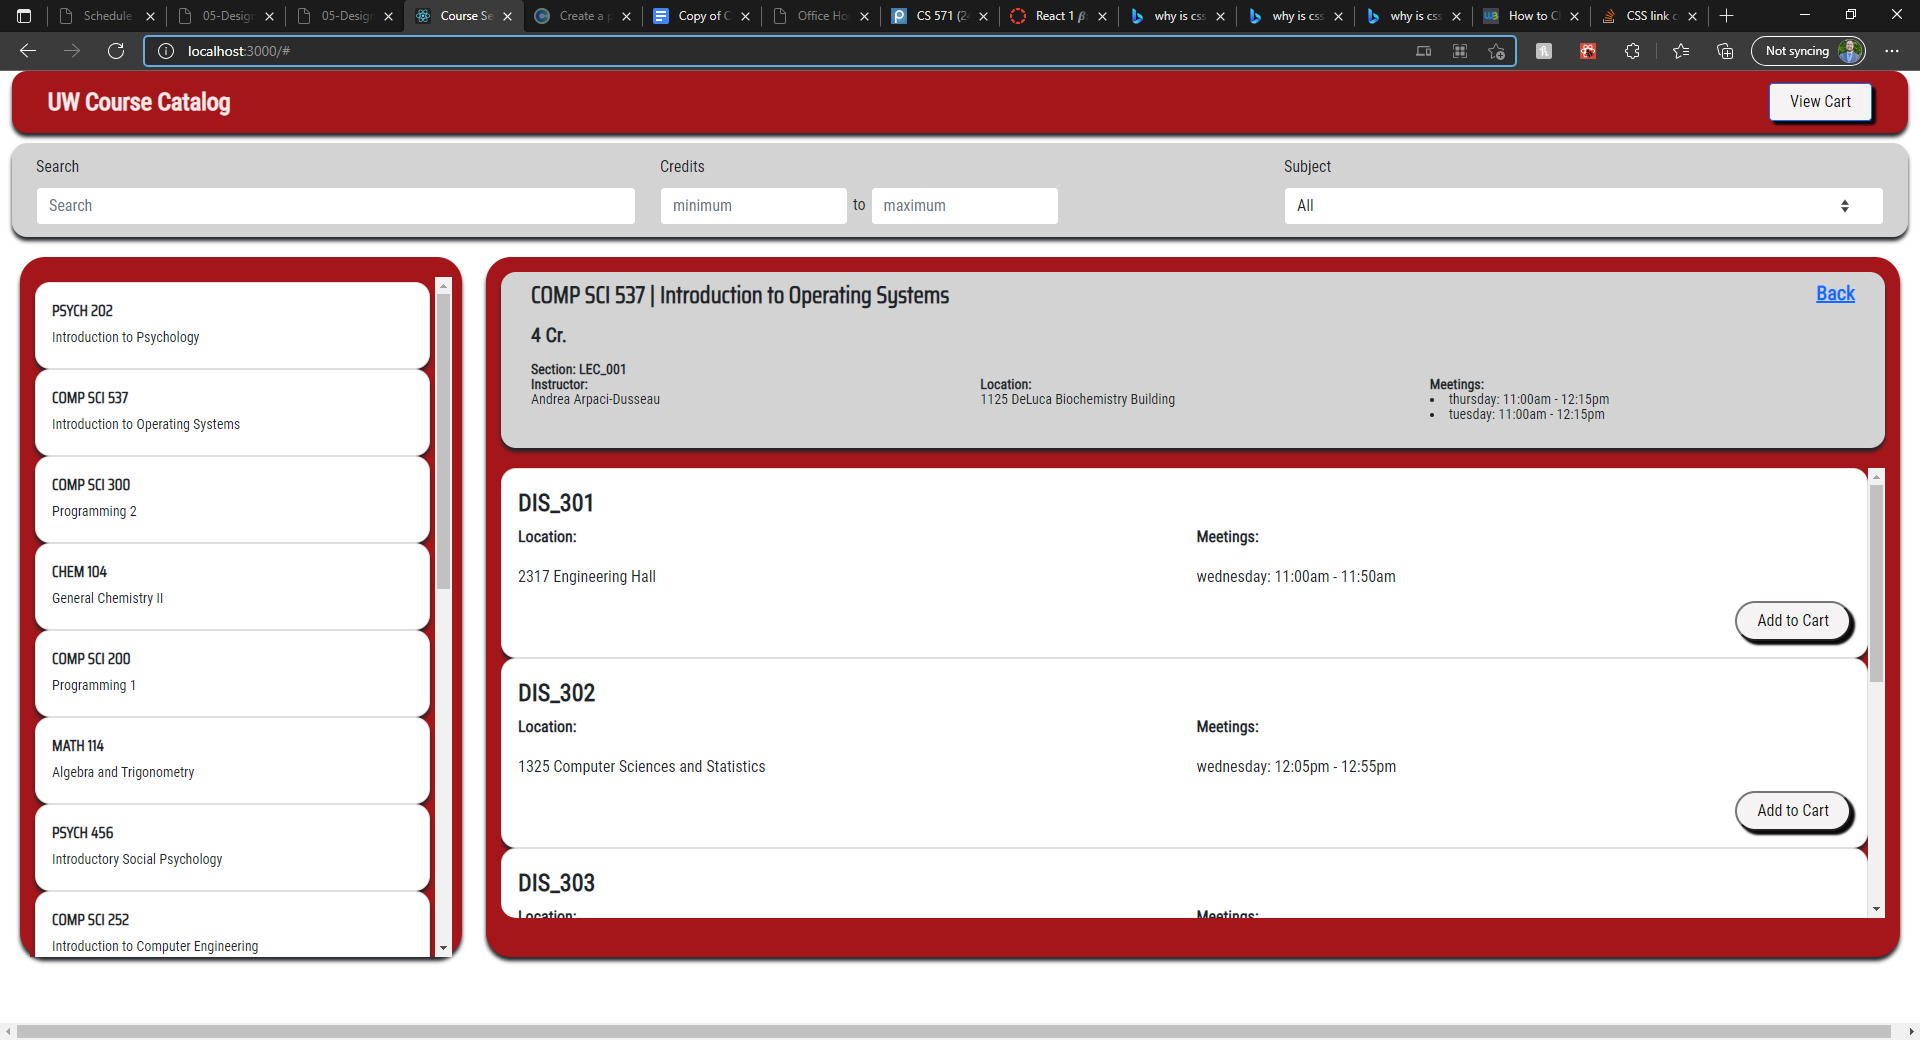 Schedule
05-Design
05-Design
Course Se
Create a p
Copy of C
Office Ho
CS 571 (2
React 1
why is css
why is css
why is css
How to Cl
CSS link c
localhost:3000/#
Not syncing
UW Course Catalog
View Cart
Search
Credits
Subject
Search
minimum
to
maximum
All
PSYCH 202
Introduction to Psychology
COMP SCI 537
Introduction to Operating Systems
COMP SCI 300
Programming 2
CHEM 104
General Chemistry II
COMP SCI 200
Programming 1
MATH 114
Algebra and Trigonometry
PSYCH 456
Introductory Social Psychology
COMP SCI 252
Introduction to Computer Engineering
COMP SCI 537 | Introduction to Operating Systems
Back
4 Cr.
Section: LEC_001
Instructor:
Andrea Arpaci-Dusseau
Location:
1125 DeLuca Biochemistry Building
Meetings:
• thursday: 11:00am - 12:15pm
• tuesday: 11:00am - 12:15pm
DIS_301
Location:
Meetings:
2317 Engineering Hall
wednesday: 11:00am - 11:50am
Add to Cart
DIS_302
Location:
Meetings:
1325 Computer Sciences and Statistics
wednesday: 12:05pm - 12:55pm
Add to Cart
DIS_303
Location:
Meetings: